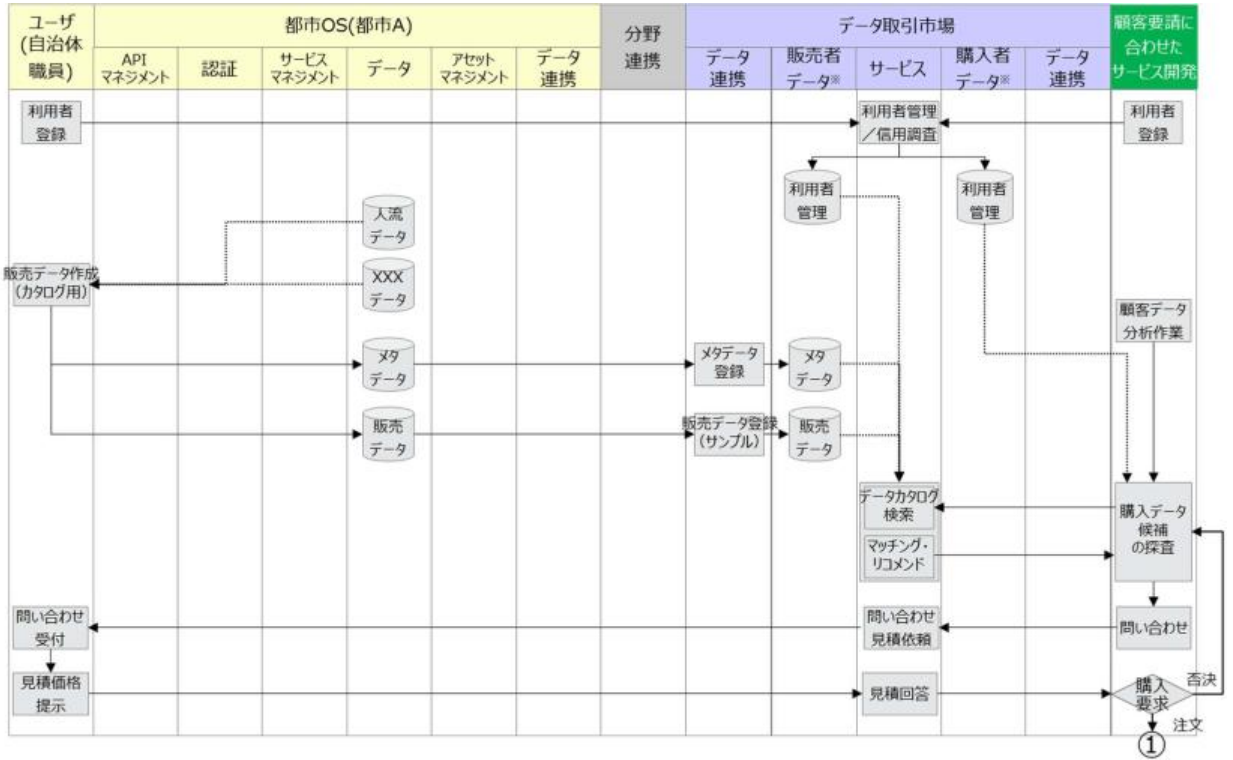 ユーザ
(自治体
職員)
都市OS(都市A)
API
マネジメント
認証
サービス
マネジメント
データ
アセット
マネジメント
データ
連携
分野
連携
データ取引市場
データ
連携
販売者
データ※
サービス
購入者
データ※
データ
連携
顧客要請に
合わせた
サービス開発
利用者
登録
利用者管理
/信用調査
利用者
登録
利用者
管理
利用者
管理
人流
データ
販売データ作成
(カタログ用)
XXX
データ
顧客データ
分析作業
メタ
データ
メタデータ
登録
メタ
データ
販売
データ
販売データ登録
(サンプル)
販売
データ
データカタログ
検索
マッチング・
リコメンド
購入データ
候補
の探査
問い合わせ
受付
問い合わせ
見積依頼
問い合わせ
見積価格
提示
見積回答
購入
要求
否決
注文
①